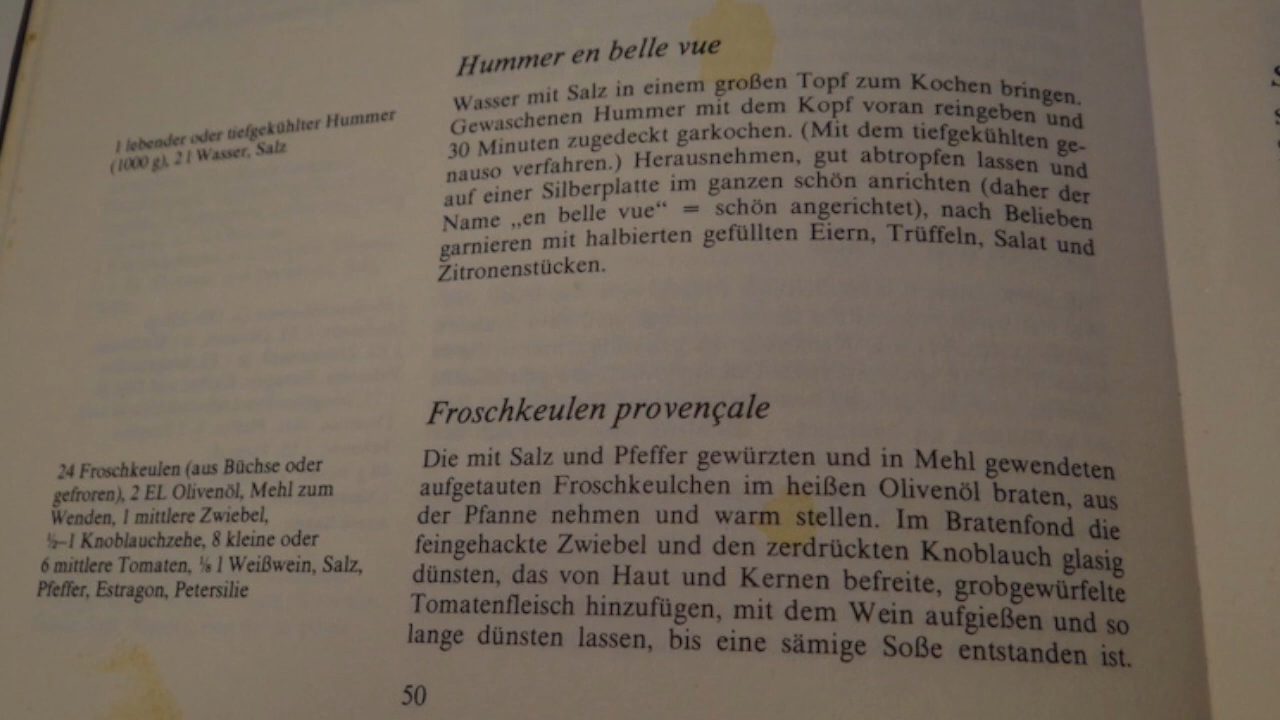 Hummer en belle vue
1 lebender oder tiefgekühlter Hummer
(1000 g), 2 l Wasser, Salz
Wasser mit Salz in einem großen Topf zum Kochen bringen.
Gewaschenen Hummer mit dem Kopf voran reingeben und
30 Minuten zugedeckt garkochen. (Mit dem tiefgekühlten ge-
nauso verfahren.) Herausnehmen, gut abtropfen lassen und
auf einer Silberplatte im ganzen schön anrichten (daher der
Name „en belle vue“ = schön angerichtet), nach Belieben
garnieren mit halbierten gefüllten Eiern, Trüffeln, Salat und
Zitronenstücken.
Froschkeulen provençale
24 Froschkeulen (aus Büchse oder
gefroren), 2 EL Olivenöl, Mehl zum
Wenden, 1 mittlere Zwiebel,
½–1 Knoblauchzehe, 8 kleine oder
6 mittlere Tomaten, ⅛ l Weißwein, Salz,
Pfeffer, Estragon, Petersilie
Die mit Salz und Pfeffer gewürzten und in Mehl gewendeten
aufgetauten Froschkeulchen im heißen Olivenöl braten, aus
der Pfanne nehmen und warm stellen. Im Bratenfond die
feingehackte Zwiebel und den zerdrückten Knoblauch glasig
dünsten, das von Haut und Kernen befreite, grobgewürfelte
Tomatenfleisch hinzufügen, mit dem Wein aufgießen und so
lange dünsten lassen, bis eine sämige Soße entstanden ist.
50